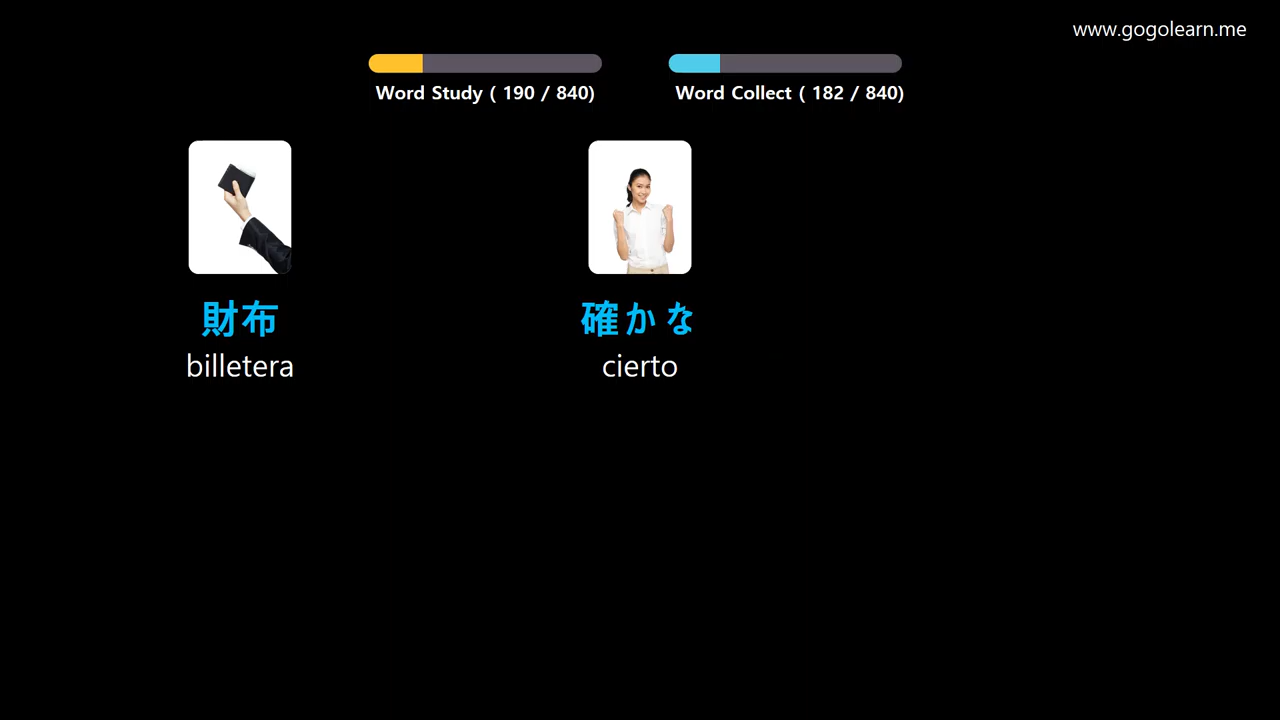 www.gogolearn.me
Word Study ( 190 / 840)
Word Collect ( 182 / 840)
財布
billetera
確かな
cierto